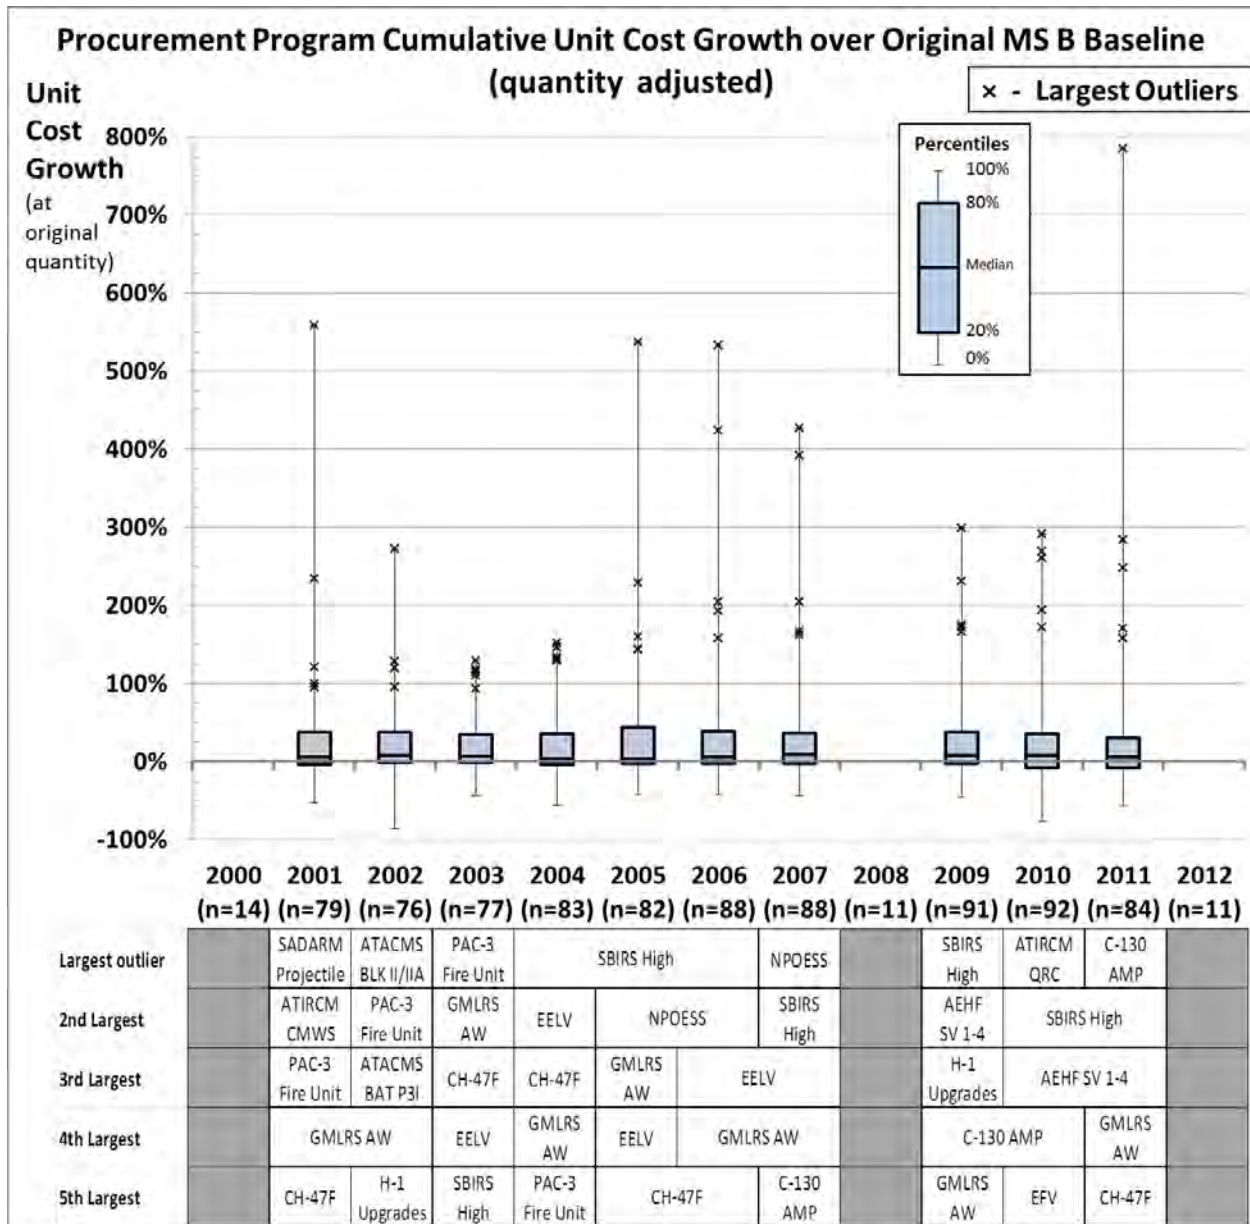 Procurement Program Cumulative Unit Cost Growth over Original MS B Baseline
(quantity adjusted)
× - Largest Outliers
Unit
Cost
Growth
(at
original
quantity)
800%
700%
600%
500%
400%
300%
200%
100%
0%
-100%
Percentiles
100%
80%
Median
20%
0%
2000 2001 2002 2003 2004 2005 2006 2007 2008 2009 2010 2011 2012
(n=14) (n=79) (n=76) (n=77) (n=83) (n=82) (n=88) (n=88) (n=11) (n=91) (n=92) (n=84) (n=11)
Largest outlier SADARM Projectile ATACMS BLK II/IIA PAC-3 Fire Unit SBIRS High NPOESS SBIRS High ATIRCM QRC C-130 AMP
2nd Largest ATIRCM CMWS PAC-3 Fire Unit GMLRS AW EELV NPOESS SBIRS High AEHF SV 1-4 SBIRS High
3rd Largest PAC-3 Fire Unit ATACMS BAT P3I CH-47F CH-47F GMLRS AW EELV H-1 Upgrades AEHF SV 1-4
4th Largest GMLRS AW EELV GMLRS AW EELV GMLRS AW C-130 AMP GMLRS AW
5th Largest CH-47F H-1 Upgrades SBIRS High PAC-3 Fire Unit CH-47F C-130 AMP GMLRS AW EFV CH-47F